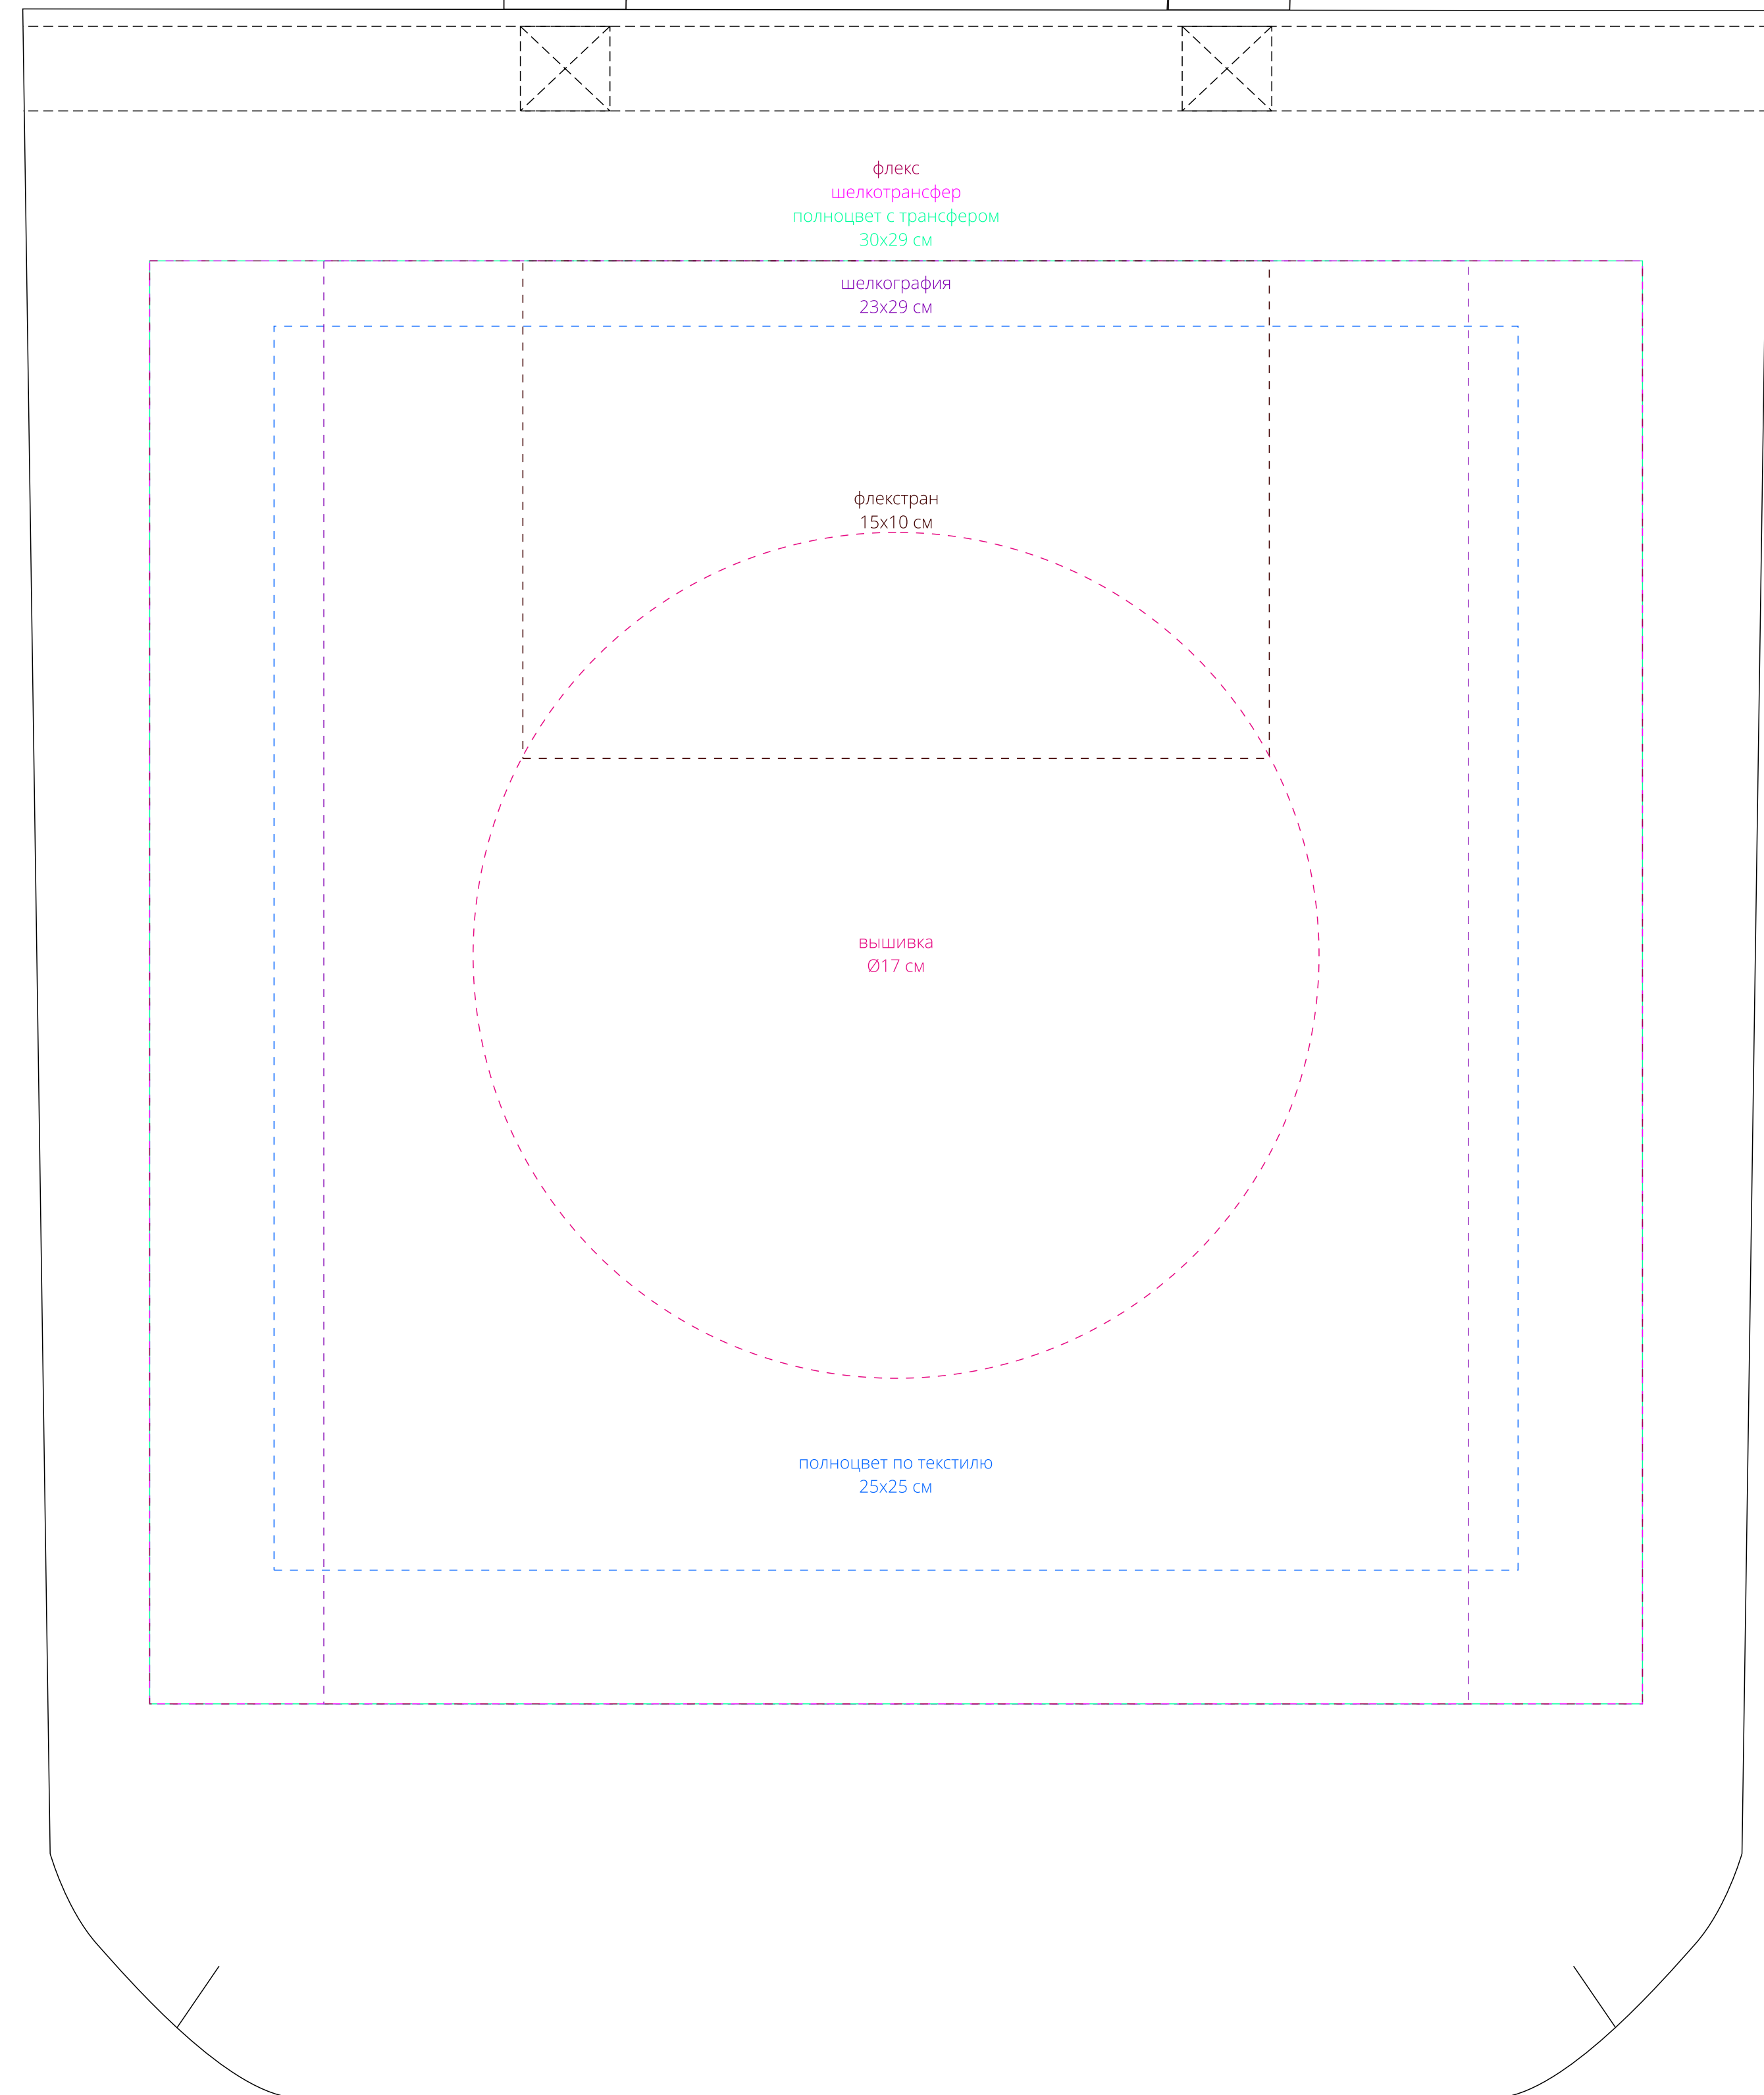 флекс
шелкотрансфер
полноцвет с трансфером
30х29 см
шелкография
23х29 см
флекстран
15х10 см
вышивка
Ø17 см
полноцвет по текстилю
25х25 см